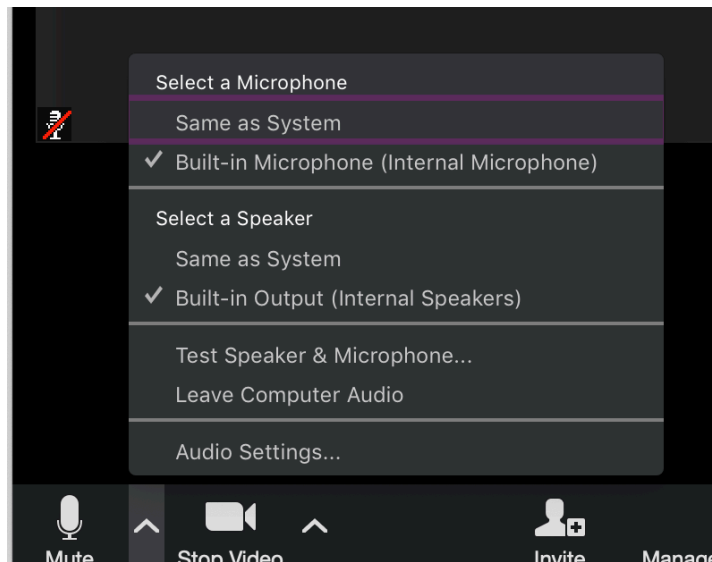 Select a Microphone
Same as System
Built-in Microphone (Internal Microphone)
Select a Speaker
Same as System
Built-in Output (Internal Speakers)
Test Speaker & Microphone...
Leave Computer Audio
Audio Settings...
Mute Stop Video Invite Manage